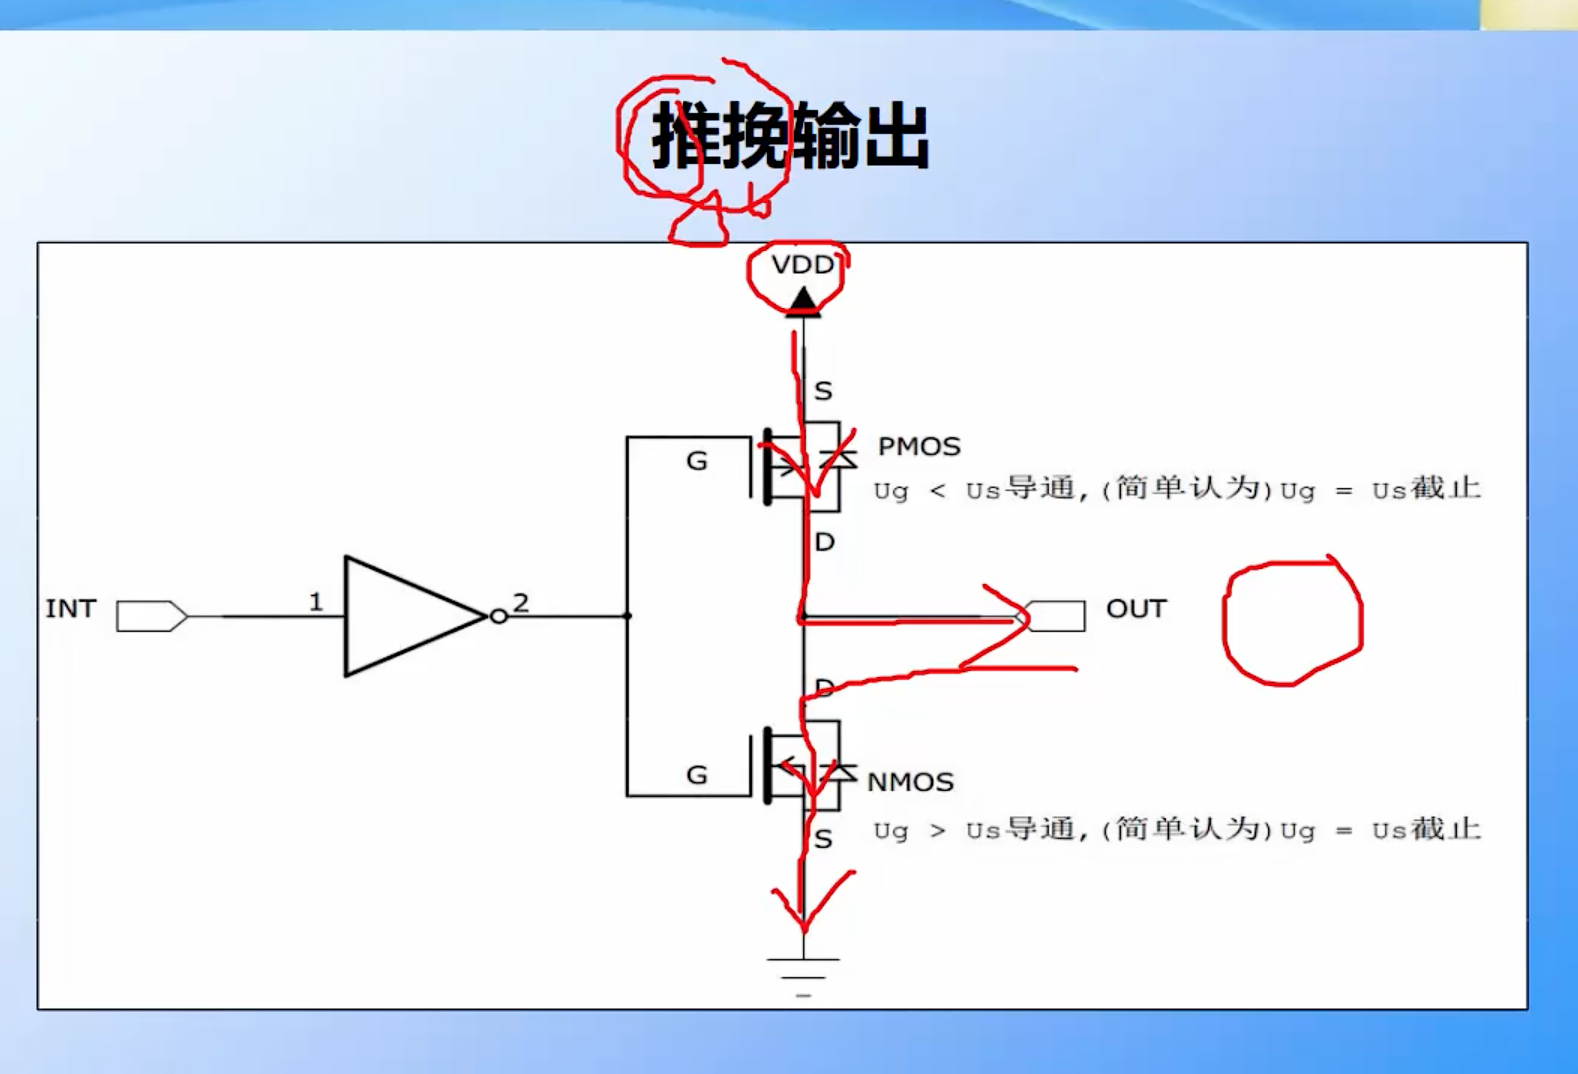 推挽输出
VDD
S
G
PMOS
Ug < Us导通,(简单认为)Ug = Us截止
D
INT
1
2
OUT
D
G
NMOS
Ug > Us导通,(简单认为)Ug = Us截止
S